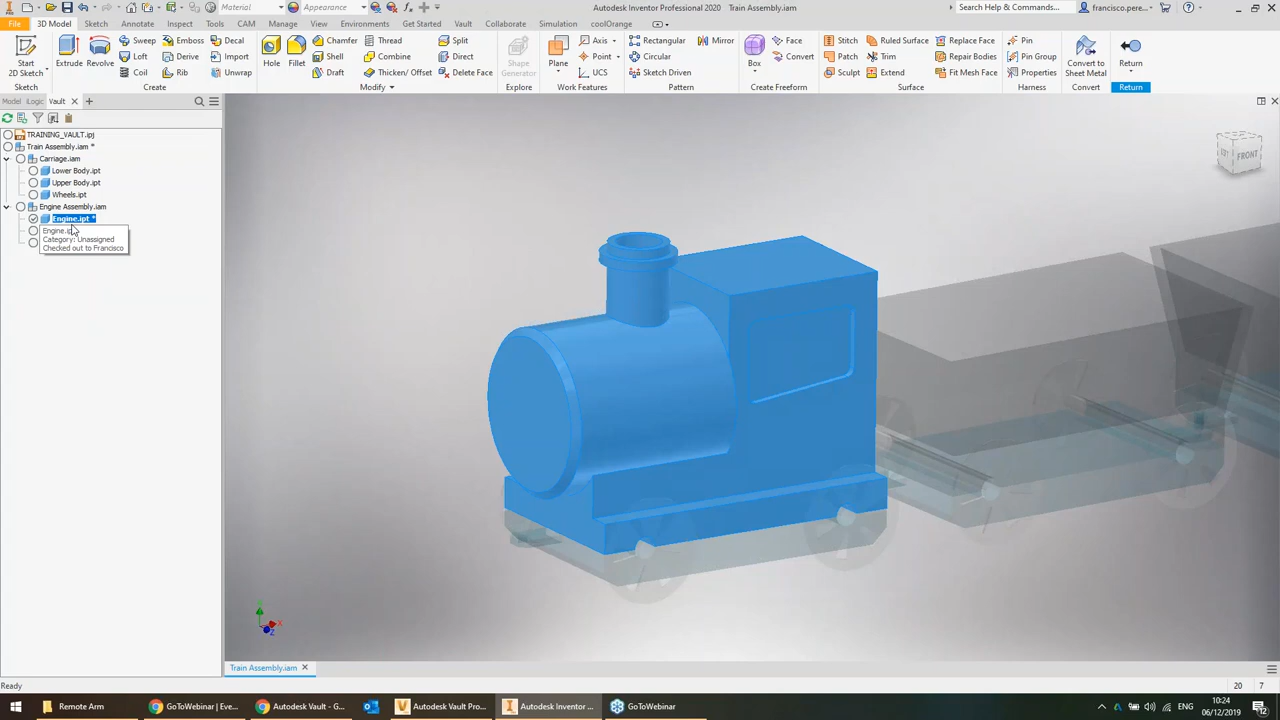 Material
Appearance
Autodesk Inventor Professional 2020 Train Assembly.iam
Search Help & Commands...
francisco.pere...
File 3D Model Sketch Annotate Inspect Tools CAM Manage View Environments Get Started Vault Collaborate Simulation coolOrange
Start
2D Sketch
Extrude
Revolve
Sweep
Loft
Coil
Emboss
Derive
Rib
Decal
Import
Unwrap
Hole
Fillet
Chamfer
Shell
Draft
Thread
Combine
Thicken/ Offset
Split
Direct
Delete Face
Shape
Generator
Plane
Axis
Point
UCS
Rectangular
Circular
Sketch Driven
Mirror
Box
Face
Convert
Stitch
Patch
Sculpt
Ruled Surface
Trim
Extend
Replace Face
Repair Bodies
Fit Mesh Face
Pin
Pin Group
Properties
Convert to
Sheet Metal
Return
Sketch Create Modify Explore Work Features Pattern Create Freeform Surface Harness Convert Return
Model iLogic Vault
TRAINING_VAULT.ipj
Train Assembly.iam *
Carriage.iam
Lower Body.ipt
Upper Body.ipt
Wheels.ipt
Engine Assembly.iam
Engine.ipt *
Category: Unassigned
Checked out to Francisco
FRONT
X
Z
Train Assembly.iam
Ready
20 7
Remote Arm
GoToWebinar | Eve...
Autodesk Vault - G...
Autodesk Vault Pro...
Autodesk Inventor ...
GoToWebinar
10:24
06/12/2019